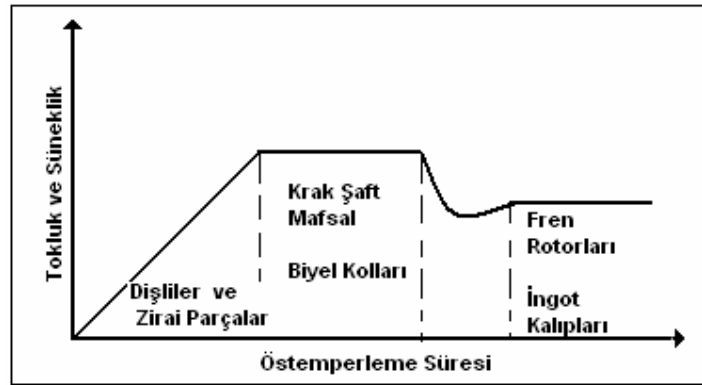 Tokluk ve Süneklik
Krak Şaft
Mafsal
Biyel Kolları
Dişliler ve
Zirai Parçalar
Fren
Rotorları
İngot
Kalıpları
Östemperleme Süresi